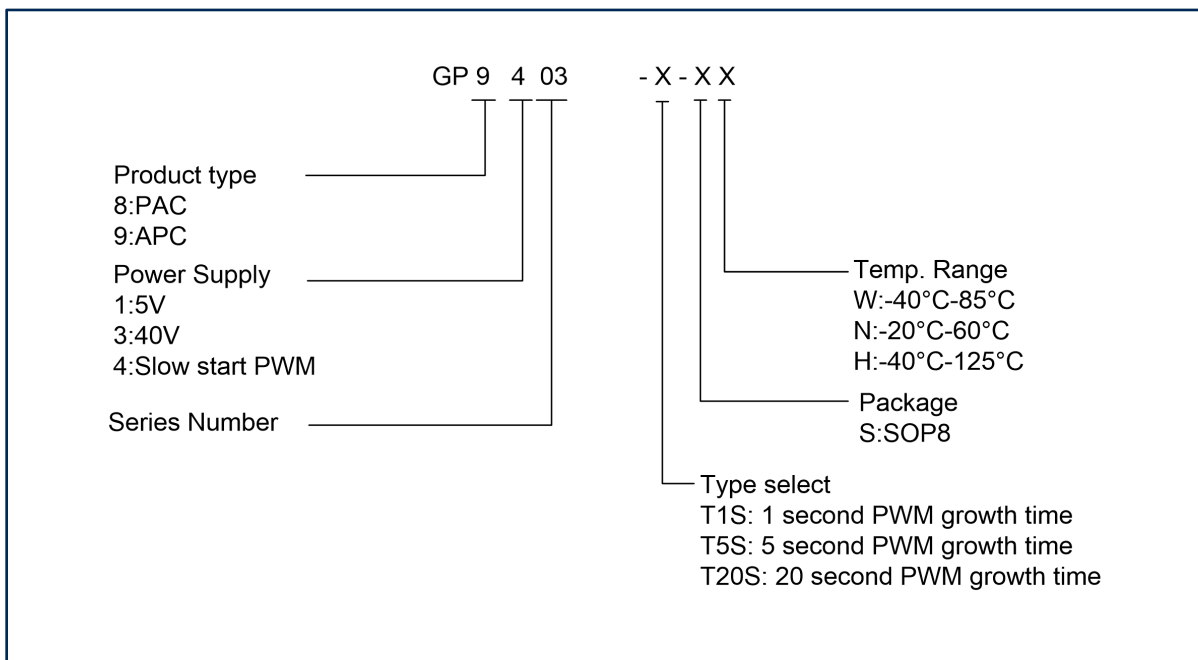 GP 9 4 03 - X - X X
Product type
8:PAC
9:APC
Power Supply
1:5V
3:40V
4:Slow start PWM
Series Number
Temp. Range
W:-40°C-85°C
N:-20°C-60°C
H:-40°C-125°C
Package
S:SOP8
Type select
T1S: 1 second PWM growth time
T5S: 5 second PWM growth time
T20S: 20 second PWM growth time